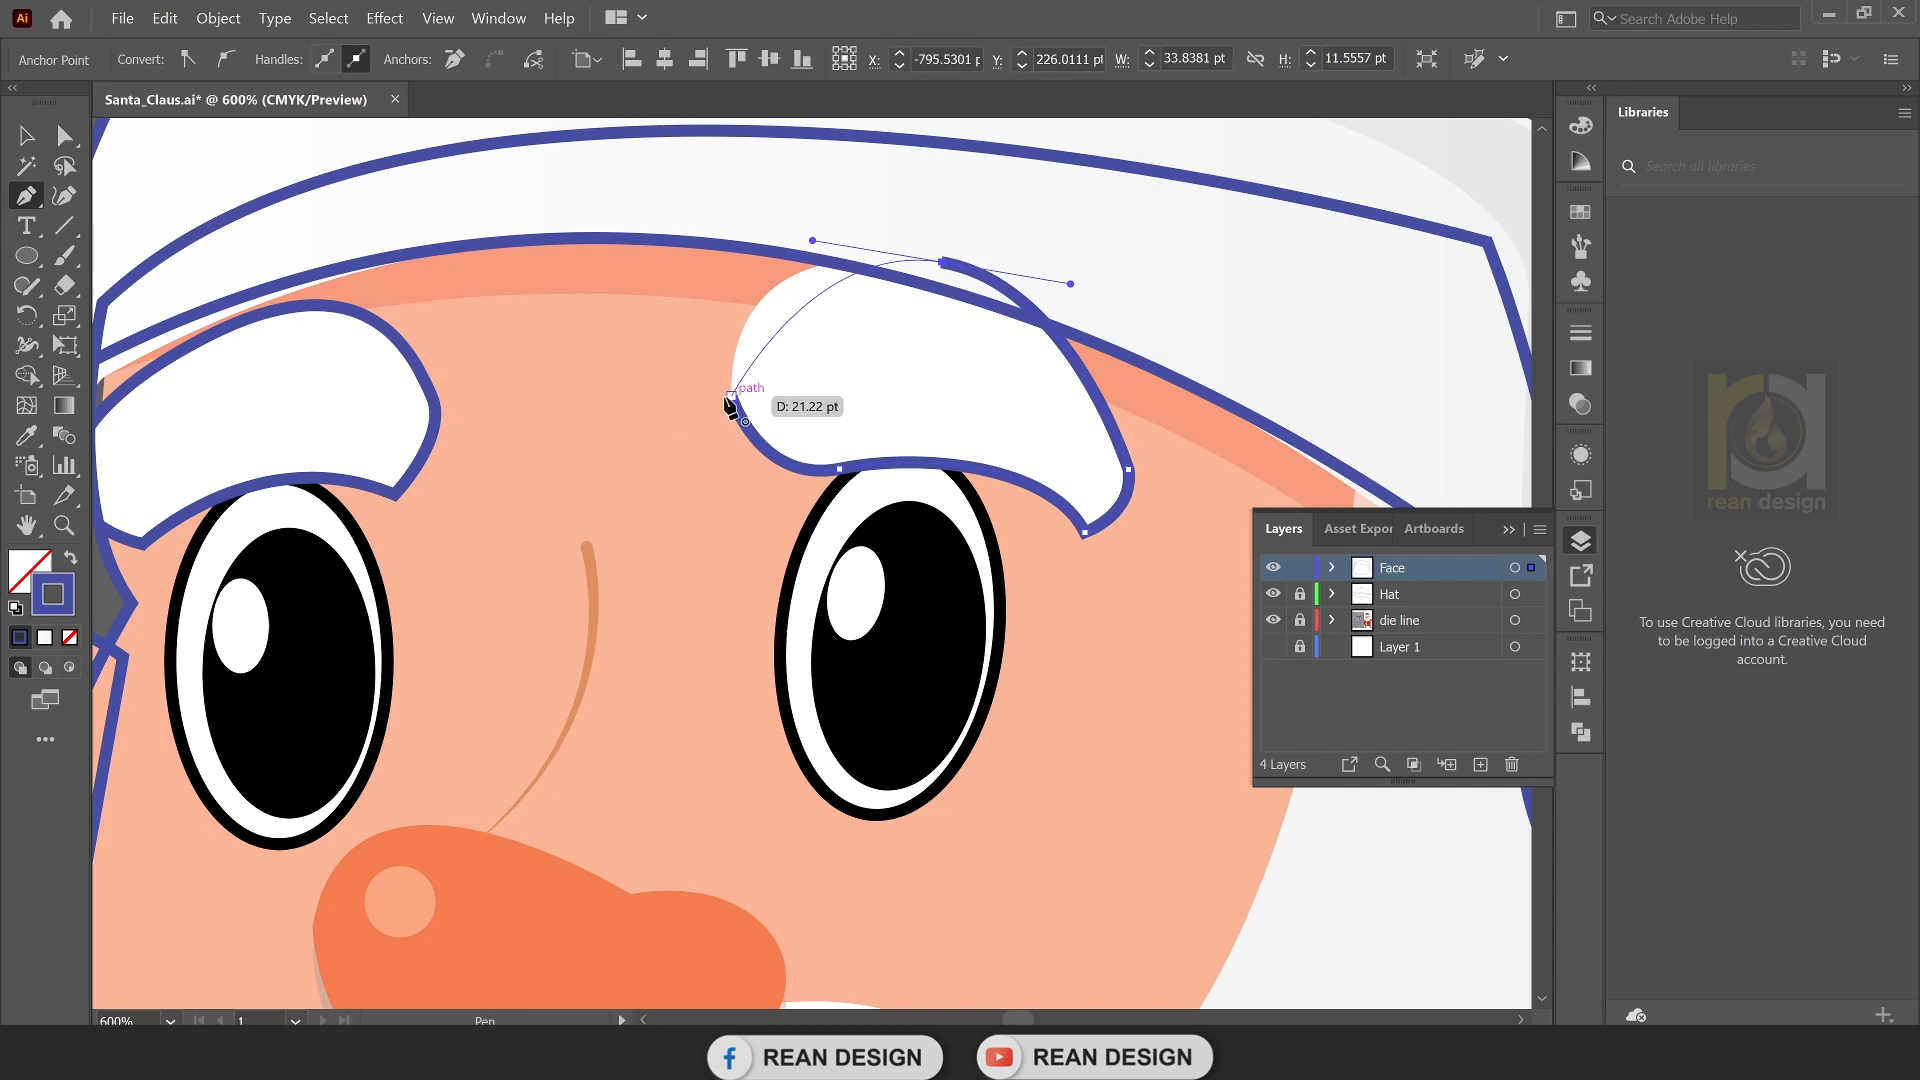 Ai File Edit Object Type Select Effect View Window Help Search Adobe Help
Anchor Point Convert: Handles: Anchors: X: -795.5301 p Y: 226.0111 pt W: 33.8381 pt H: 11.5557 pt
Santa_Claus.ai* @ 600% (CMYK/Preview)
Libraries
Search all libraries
path
D: 21.22 pt
rean design
Layers Asset Expor Artboards
Face
Hat
die line
Layer 1
4 Layers
To use Creative Cloud libraries, you need
to be logged into a Creative Cloud
account.
600% 1 Pen
REAN DESIGN REAN DESIGN